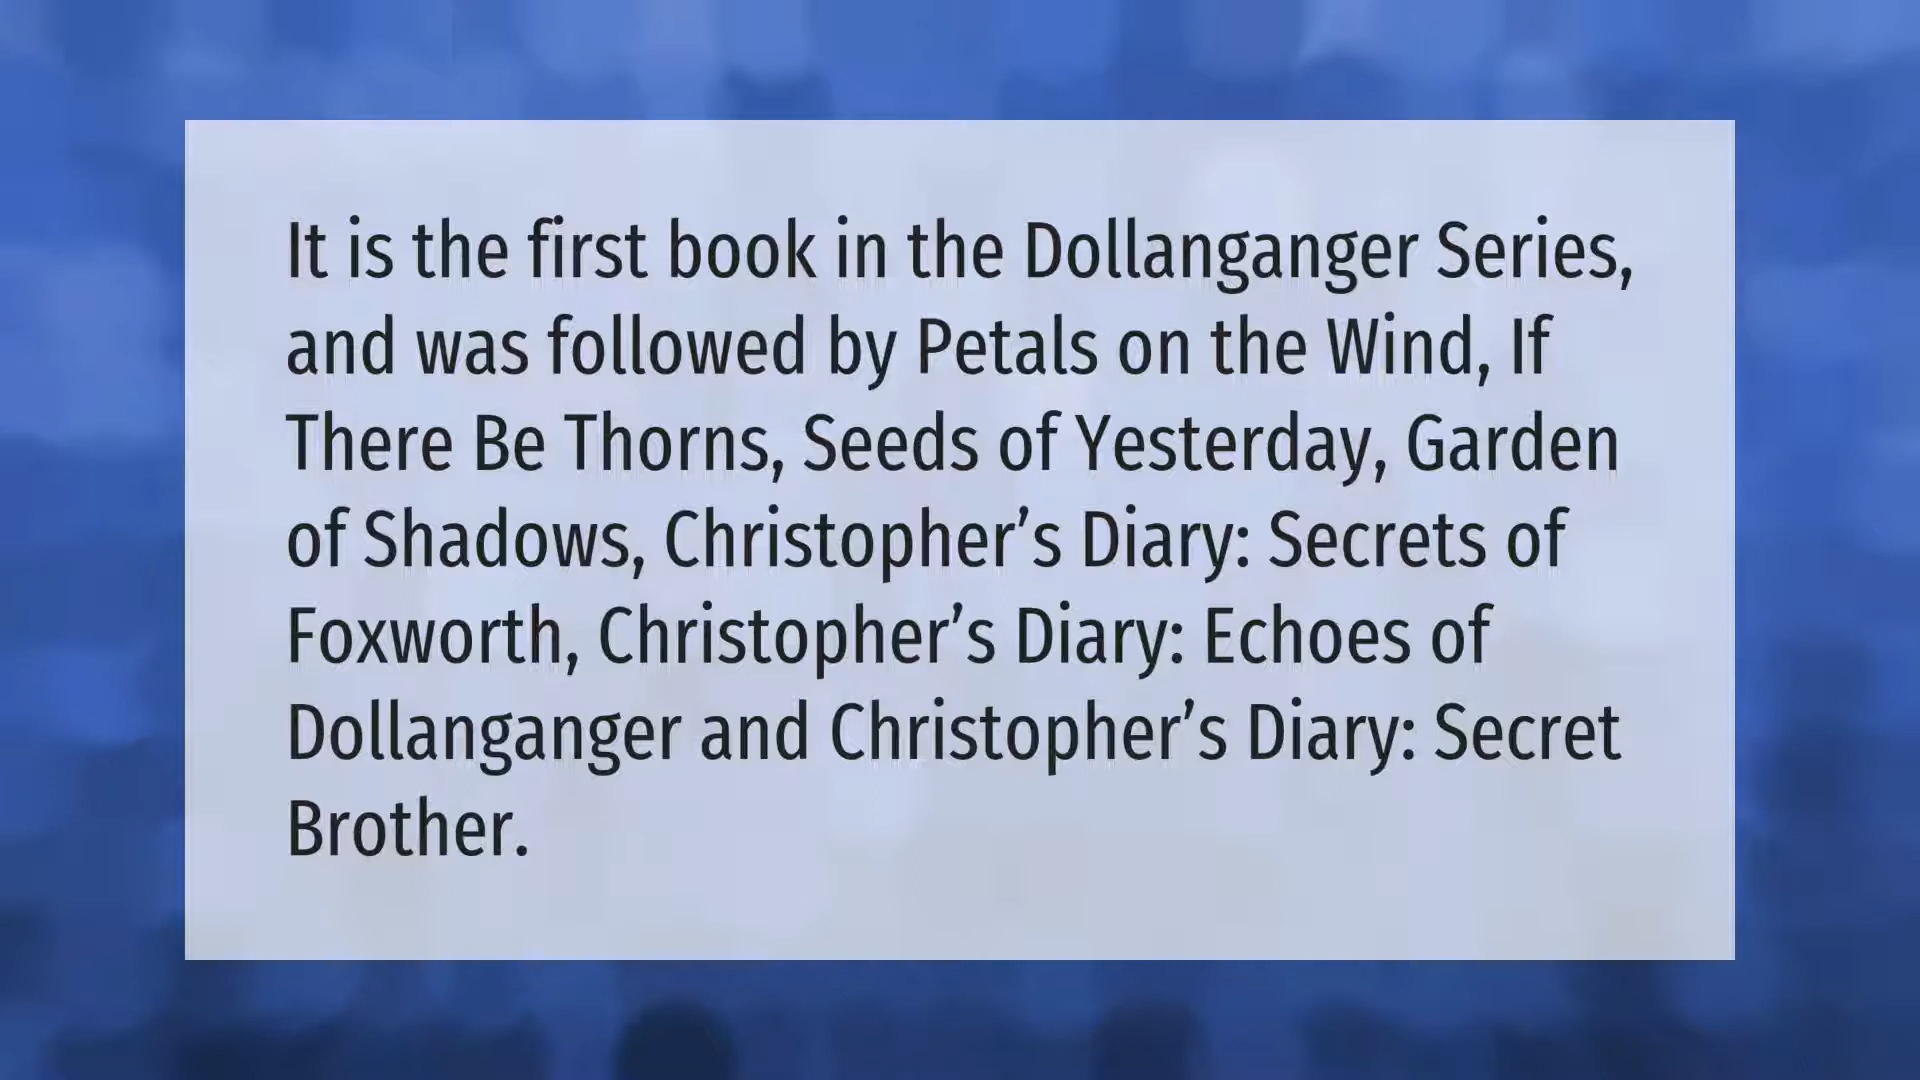 It is the first book in the Dollanganger Series,
and was followed by Petals on the Wind, If
There Be Thorns, Seeds of Yesterday, Garden
of Shadows, Christopher’s Diary: Secrets of
Foxworth, Christopher’s Diary: Echoes of
Dollanganger and Christopher’s Diary: Secret
Brother.